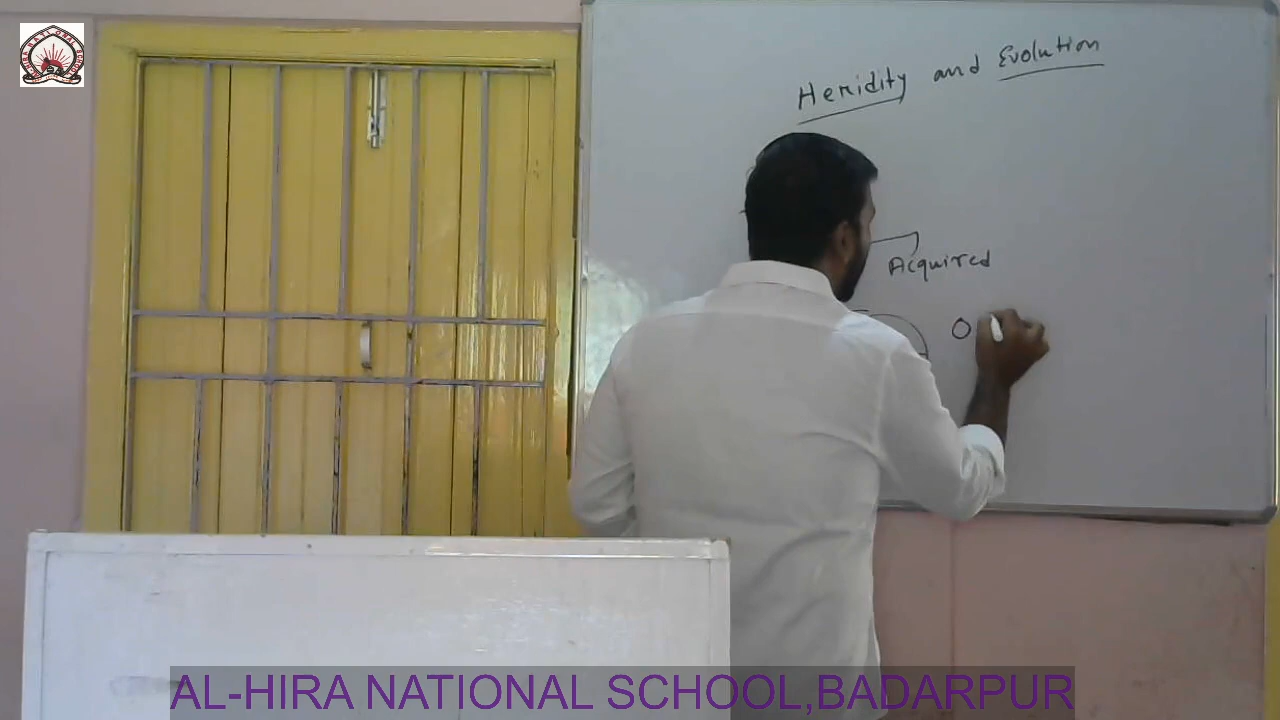 Heridity and Evolution
Acquired
O
AL-HIRA NATIONAL SCHOOL,BADARPUR